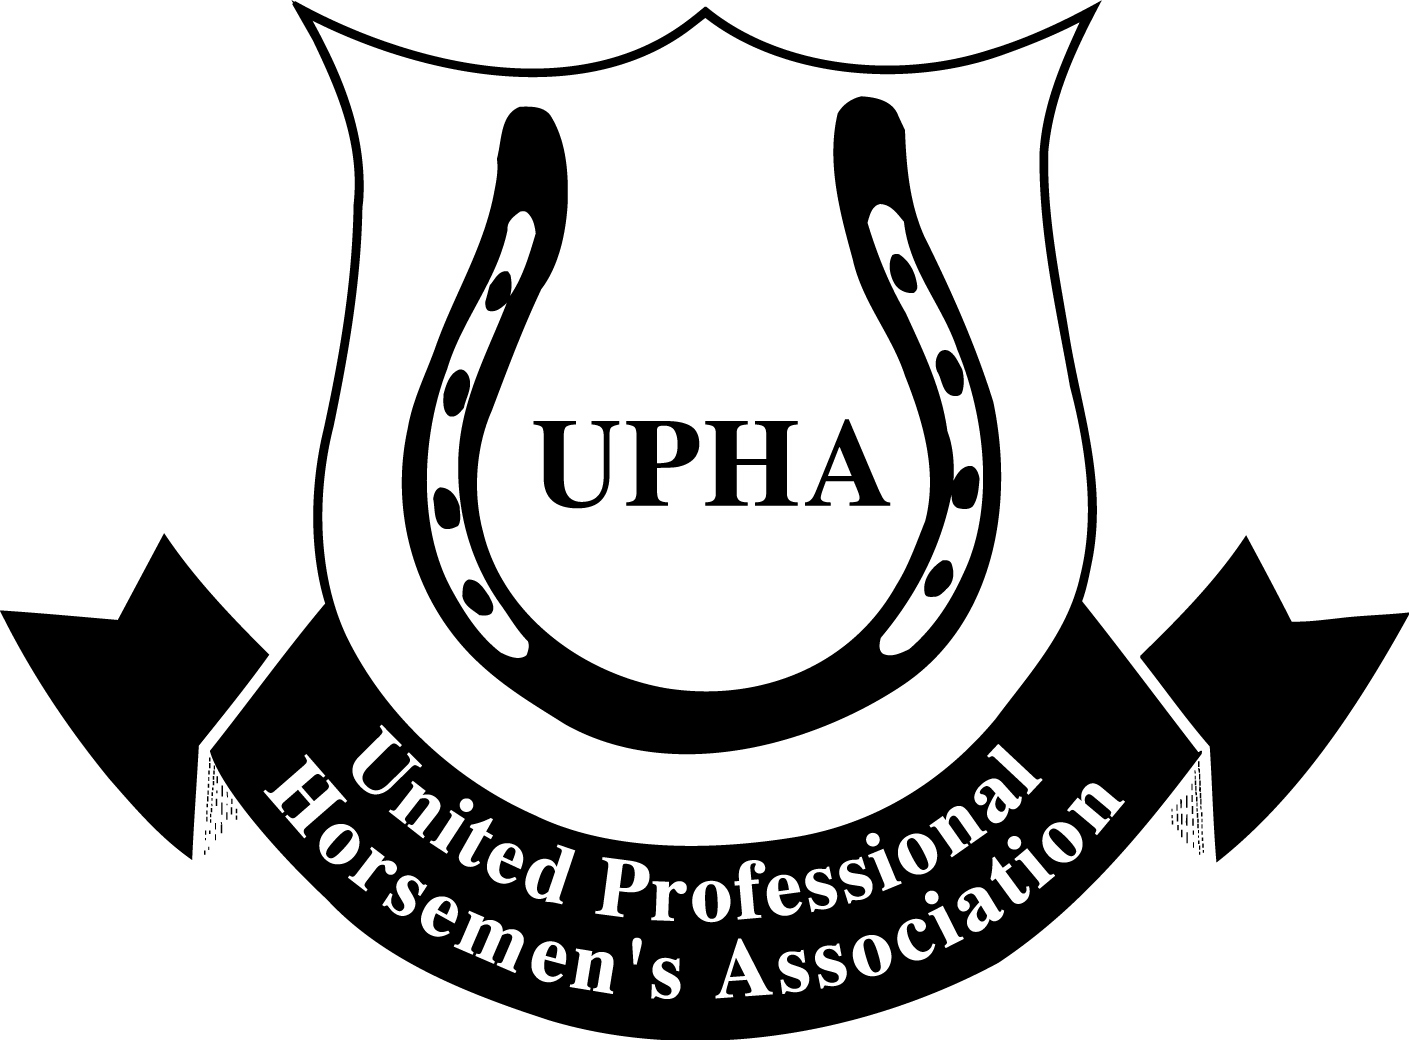 UPHA
United Professional
Horsemen's Association